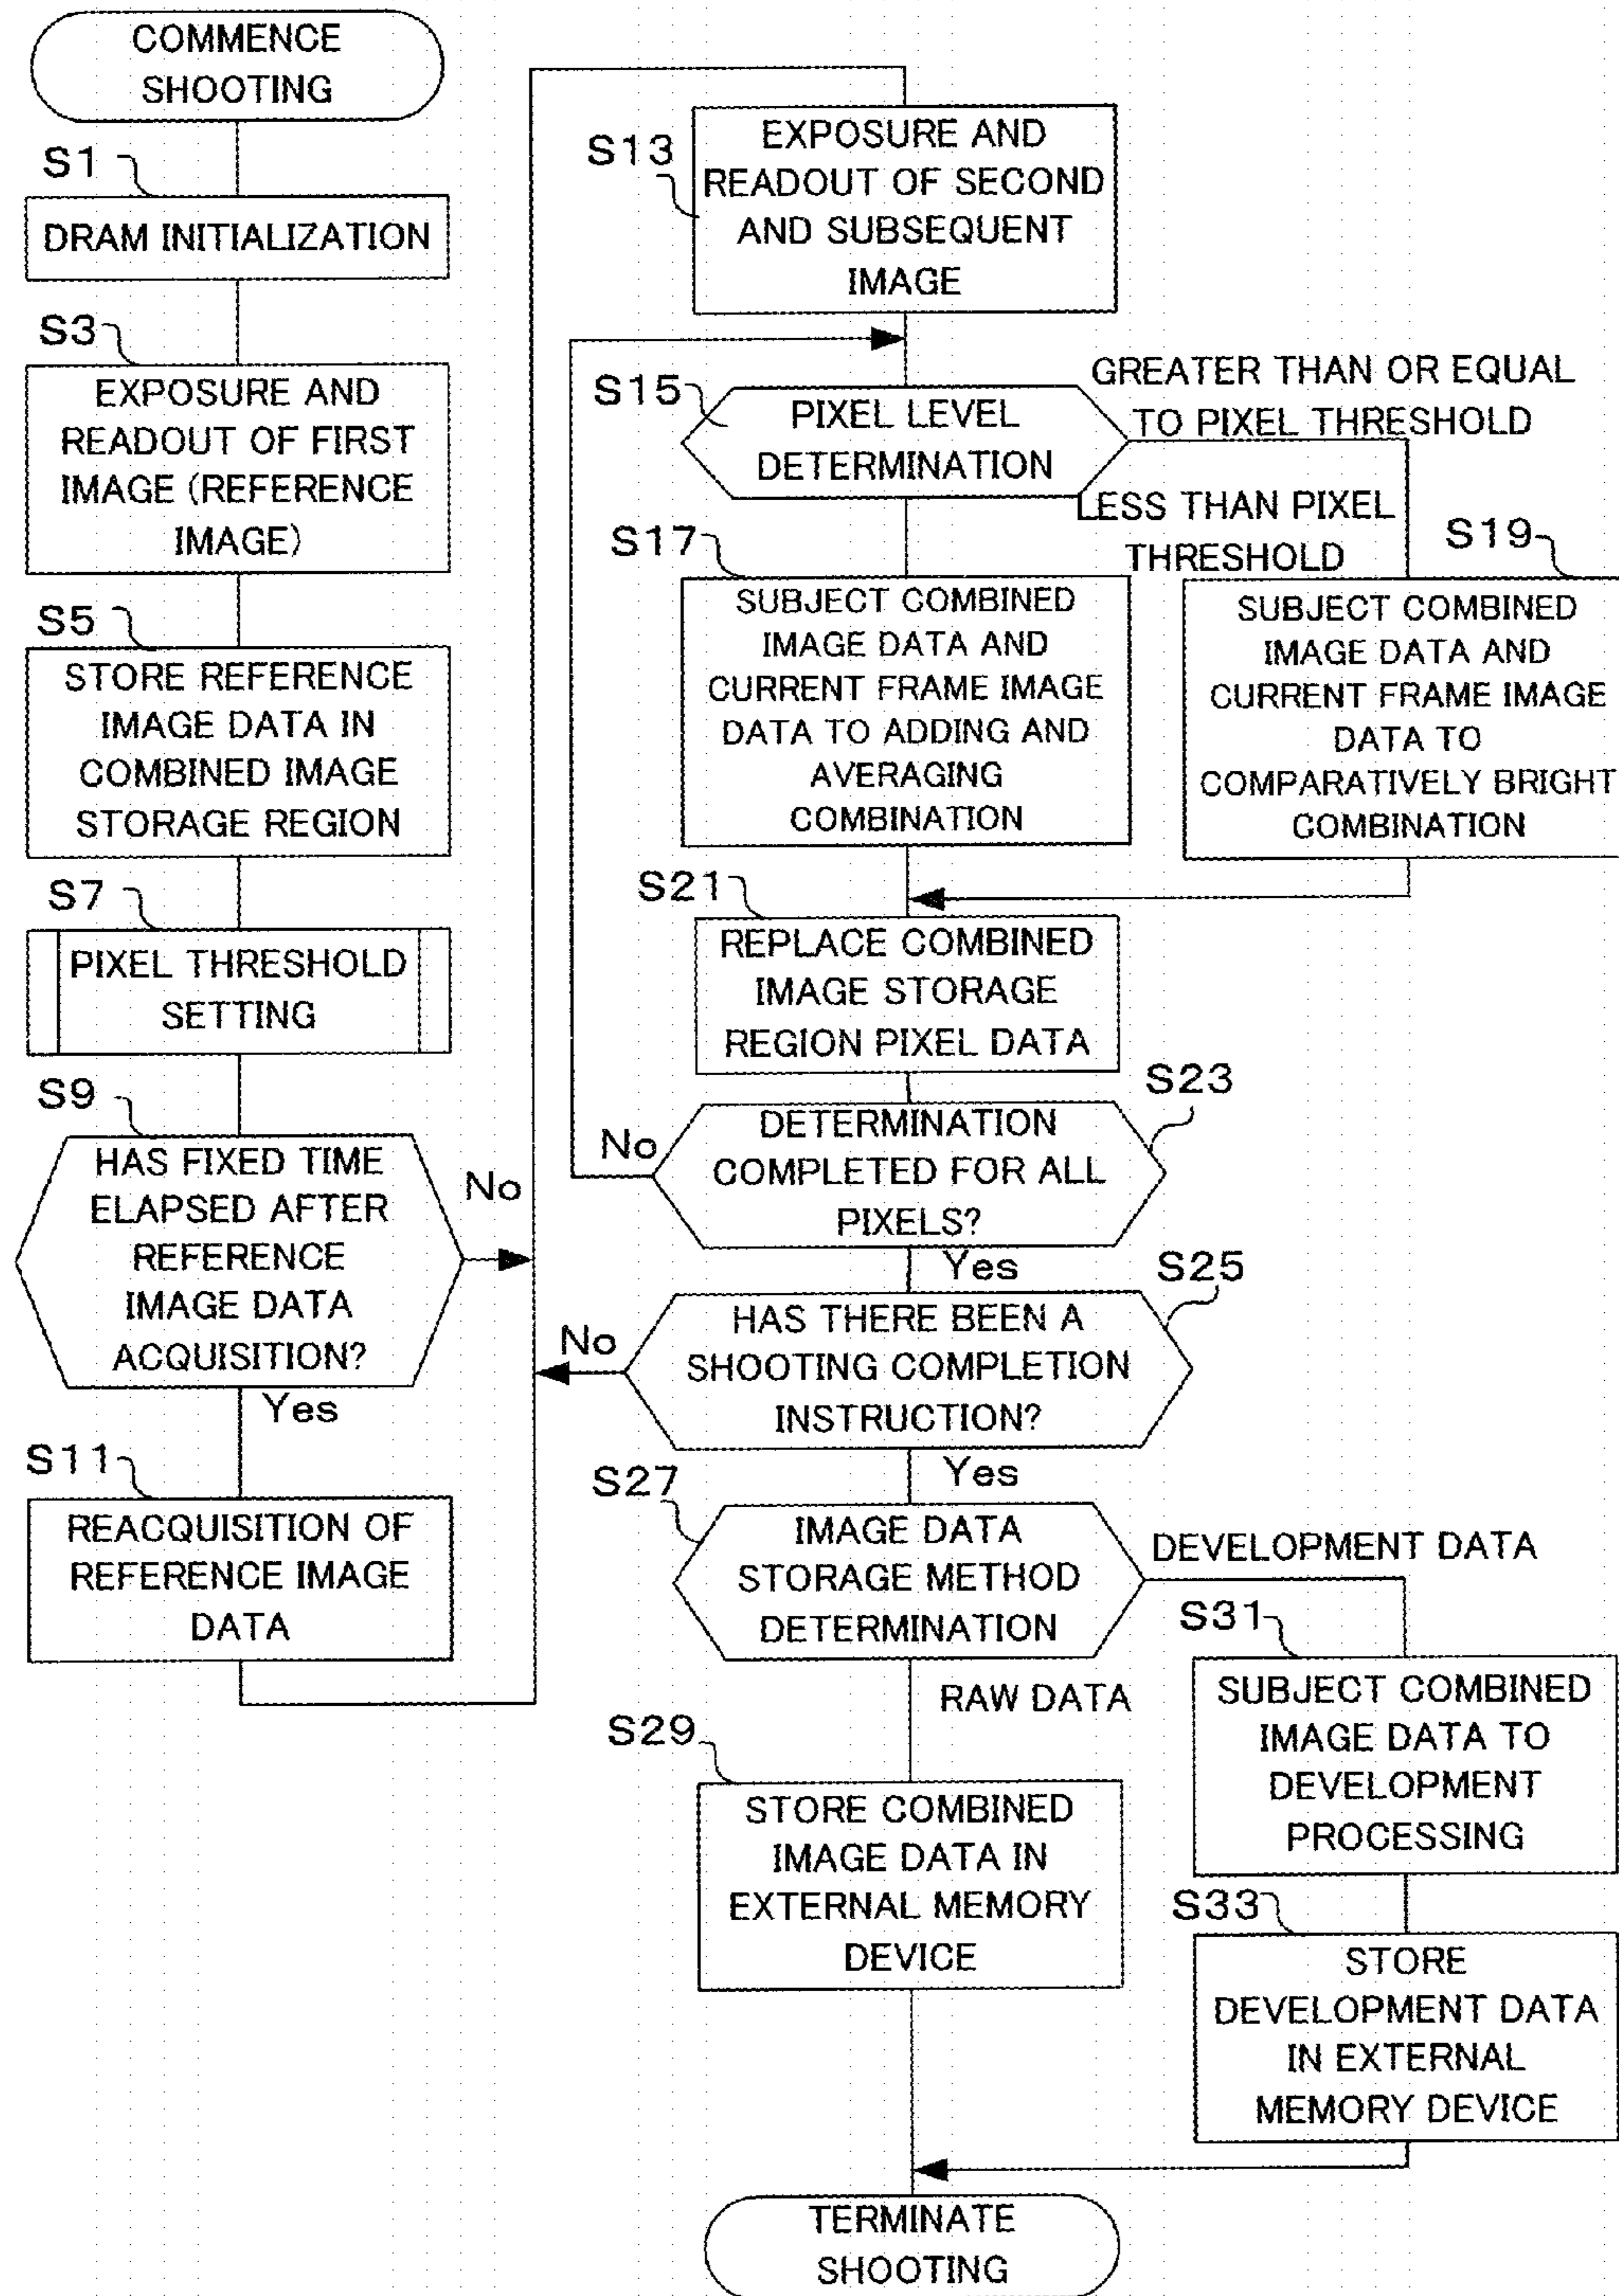 COMMENCE
SHOOTING
S1
DRAM INITIALIZATION
S3
EXPOSURE AND
READOUT OF FIRST
IMAGE (REFERENCE
IMAGE)
S5
STORE REFERENCE
IMAGE DATA IN
COMBINED IMAGE
STORAGE REGION
S7
PIXEL THRESHOLD
SETTING
S9
HAS FIXED TIME
ELAPSED AFTER
REFERENCE
IMAGE DATA
ACQUISITION?
No
Yes
S11
REACQUISITION OF
REFERENCE IMAGE
DATA
S13
EXPOSURE AND
READOUT OF SECOND
AND SUBSEQUENT
IMAGE
S15
PIXEL LEVEL
DETERMINATION
GREATER THAN OR EQUAL
TO PIXEL THRESHOLD
LESS THAN PIXEL
THRESHOLD
S17
SUBJECT COMBINED
IMAGE DATA AND
CURRENT FRAME IMAGE
DATA TO ADDING AND
AVERAGING
COMBINATION
S19
SUBJECT COMBINED
IMAGE DATA AND
CURRENT FRAME IMAGE
DATA TO
COMPARATIVELY BRIGHT
COMBINATION
S21
REPLACE COMBINED
IMAGE STORAGE
REGION PIXEL DATA
S23
DETERMINATION
COMPLETED FOR ALL
PIXELS?
No
Yes
S25
HAS THERE BEEN A
SHOOTING COMPLETION
INSTRUCTION?
No
Yes
S27
IMAGE DATA
STORAGE METHOD
DETERMINATION
DEVELOPMENT DATA
RAW DATA
S29
STORE COMBINED
IMAGE DATA IN
EXTERNAL MEMORY
DEVICE
S31
SUBJECT COMBINED
IMAGE DATA TO
DEVELOPMENT
PROCESSING
S33
STORE
DEVELOPMENT DATA
IN EXTERNAL
MEMORY DEVICE
TERMINATE
SHOOTING